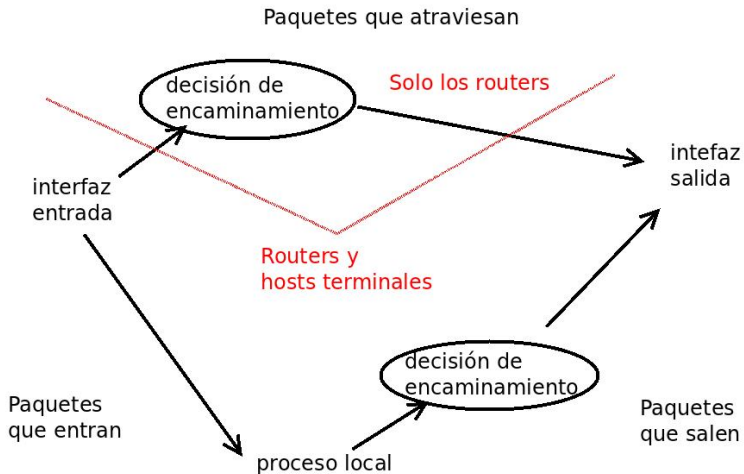 Paquetes que atraviesan
decisión de
encaminamiento
Solo los routers
interfaz
entrada
intefaz
salida
Routers y
hosts terminales
decisión de
encaminamiento
Paquetes
que entran
Paquetes
que salen
proceso local